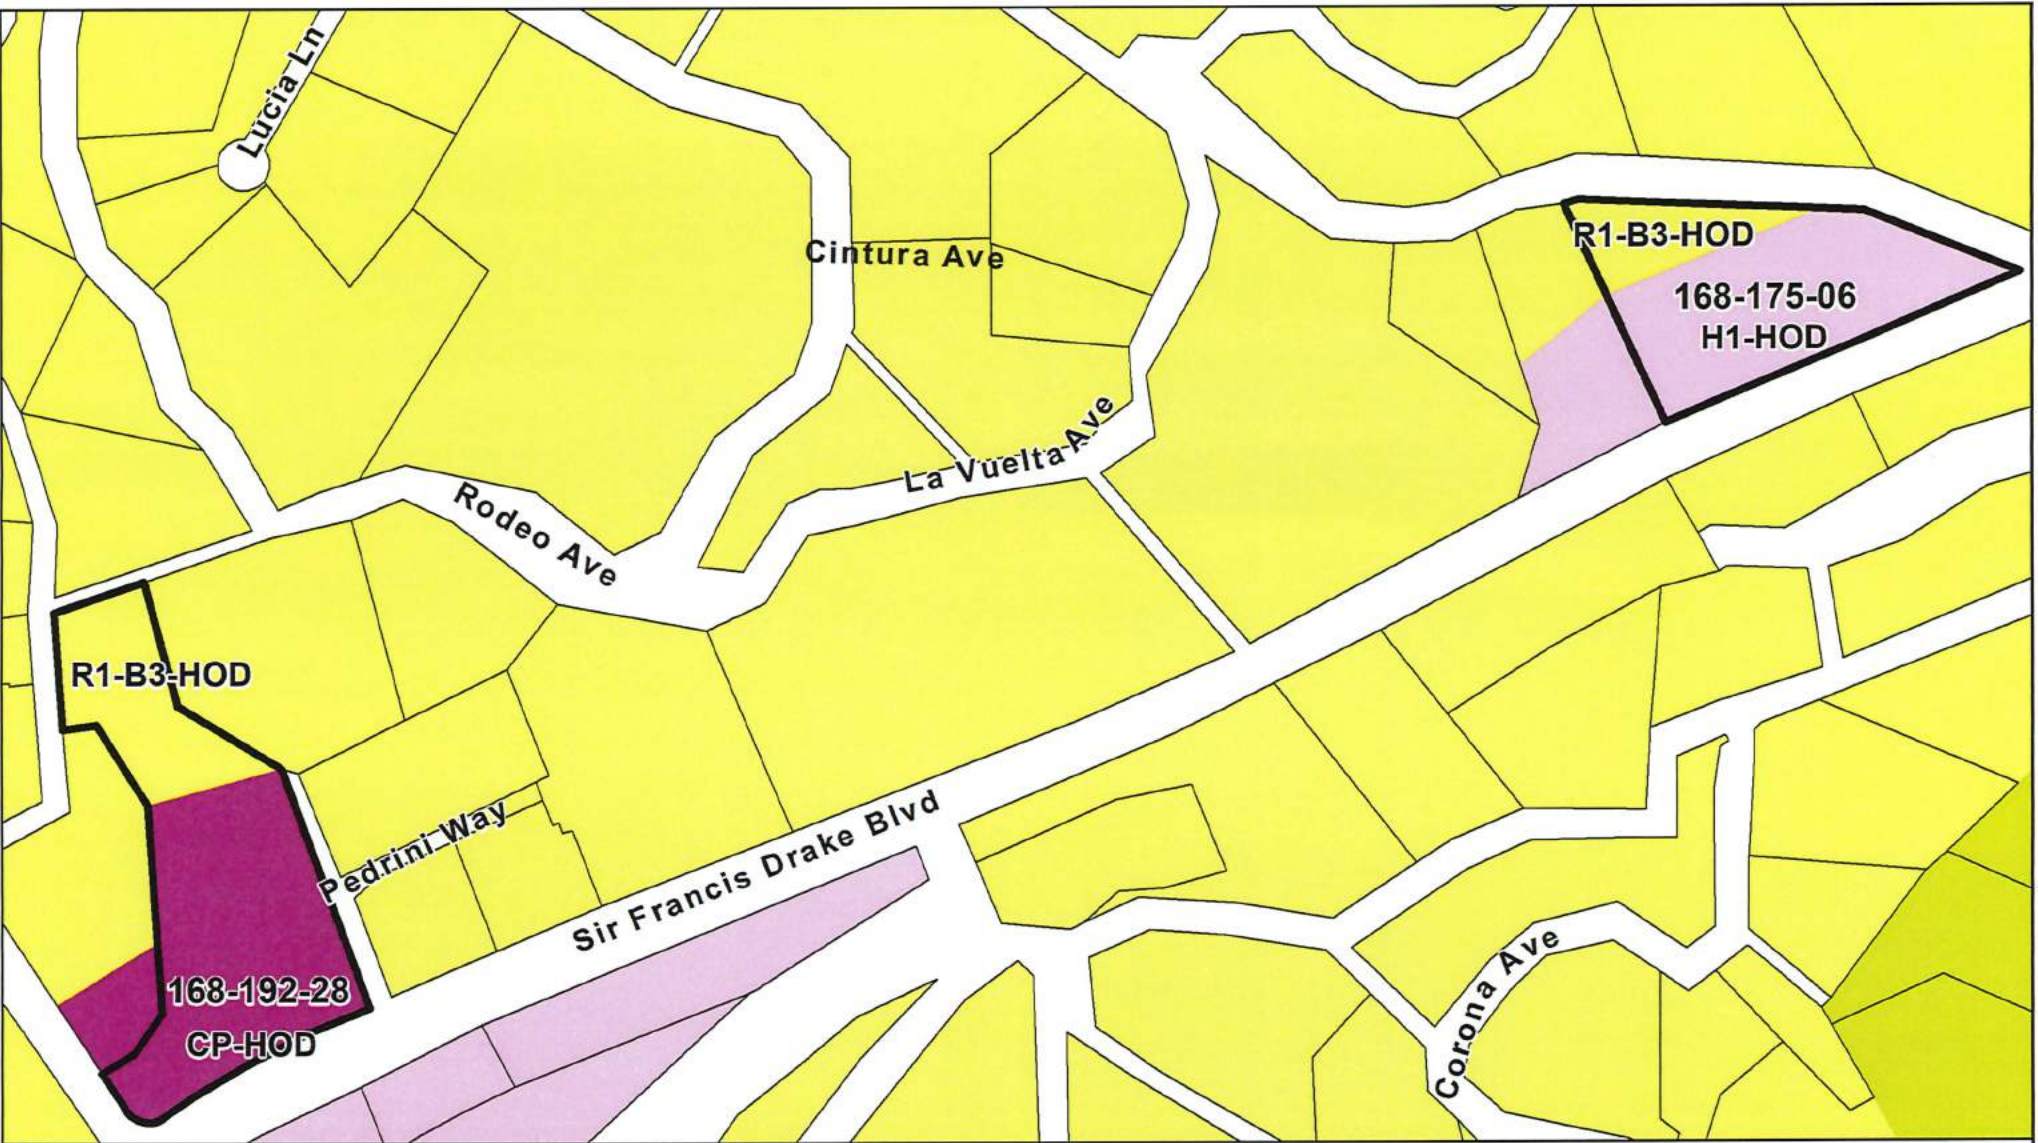 Lucia Ln
R1-B3-HOD
Cintura Ave
168-175-06
H1-HOD
La Vuelta Ave
Rodeo Ave
R1-B3-HOD
Pedrini Way
Sir Francis Drake Blvd
Corona Ave
168-192-28
CP-HOD